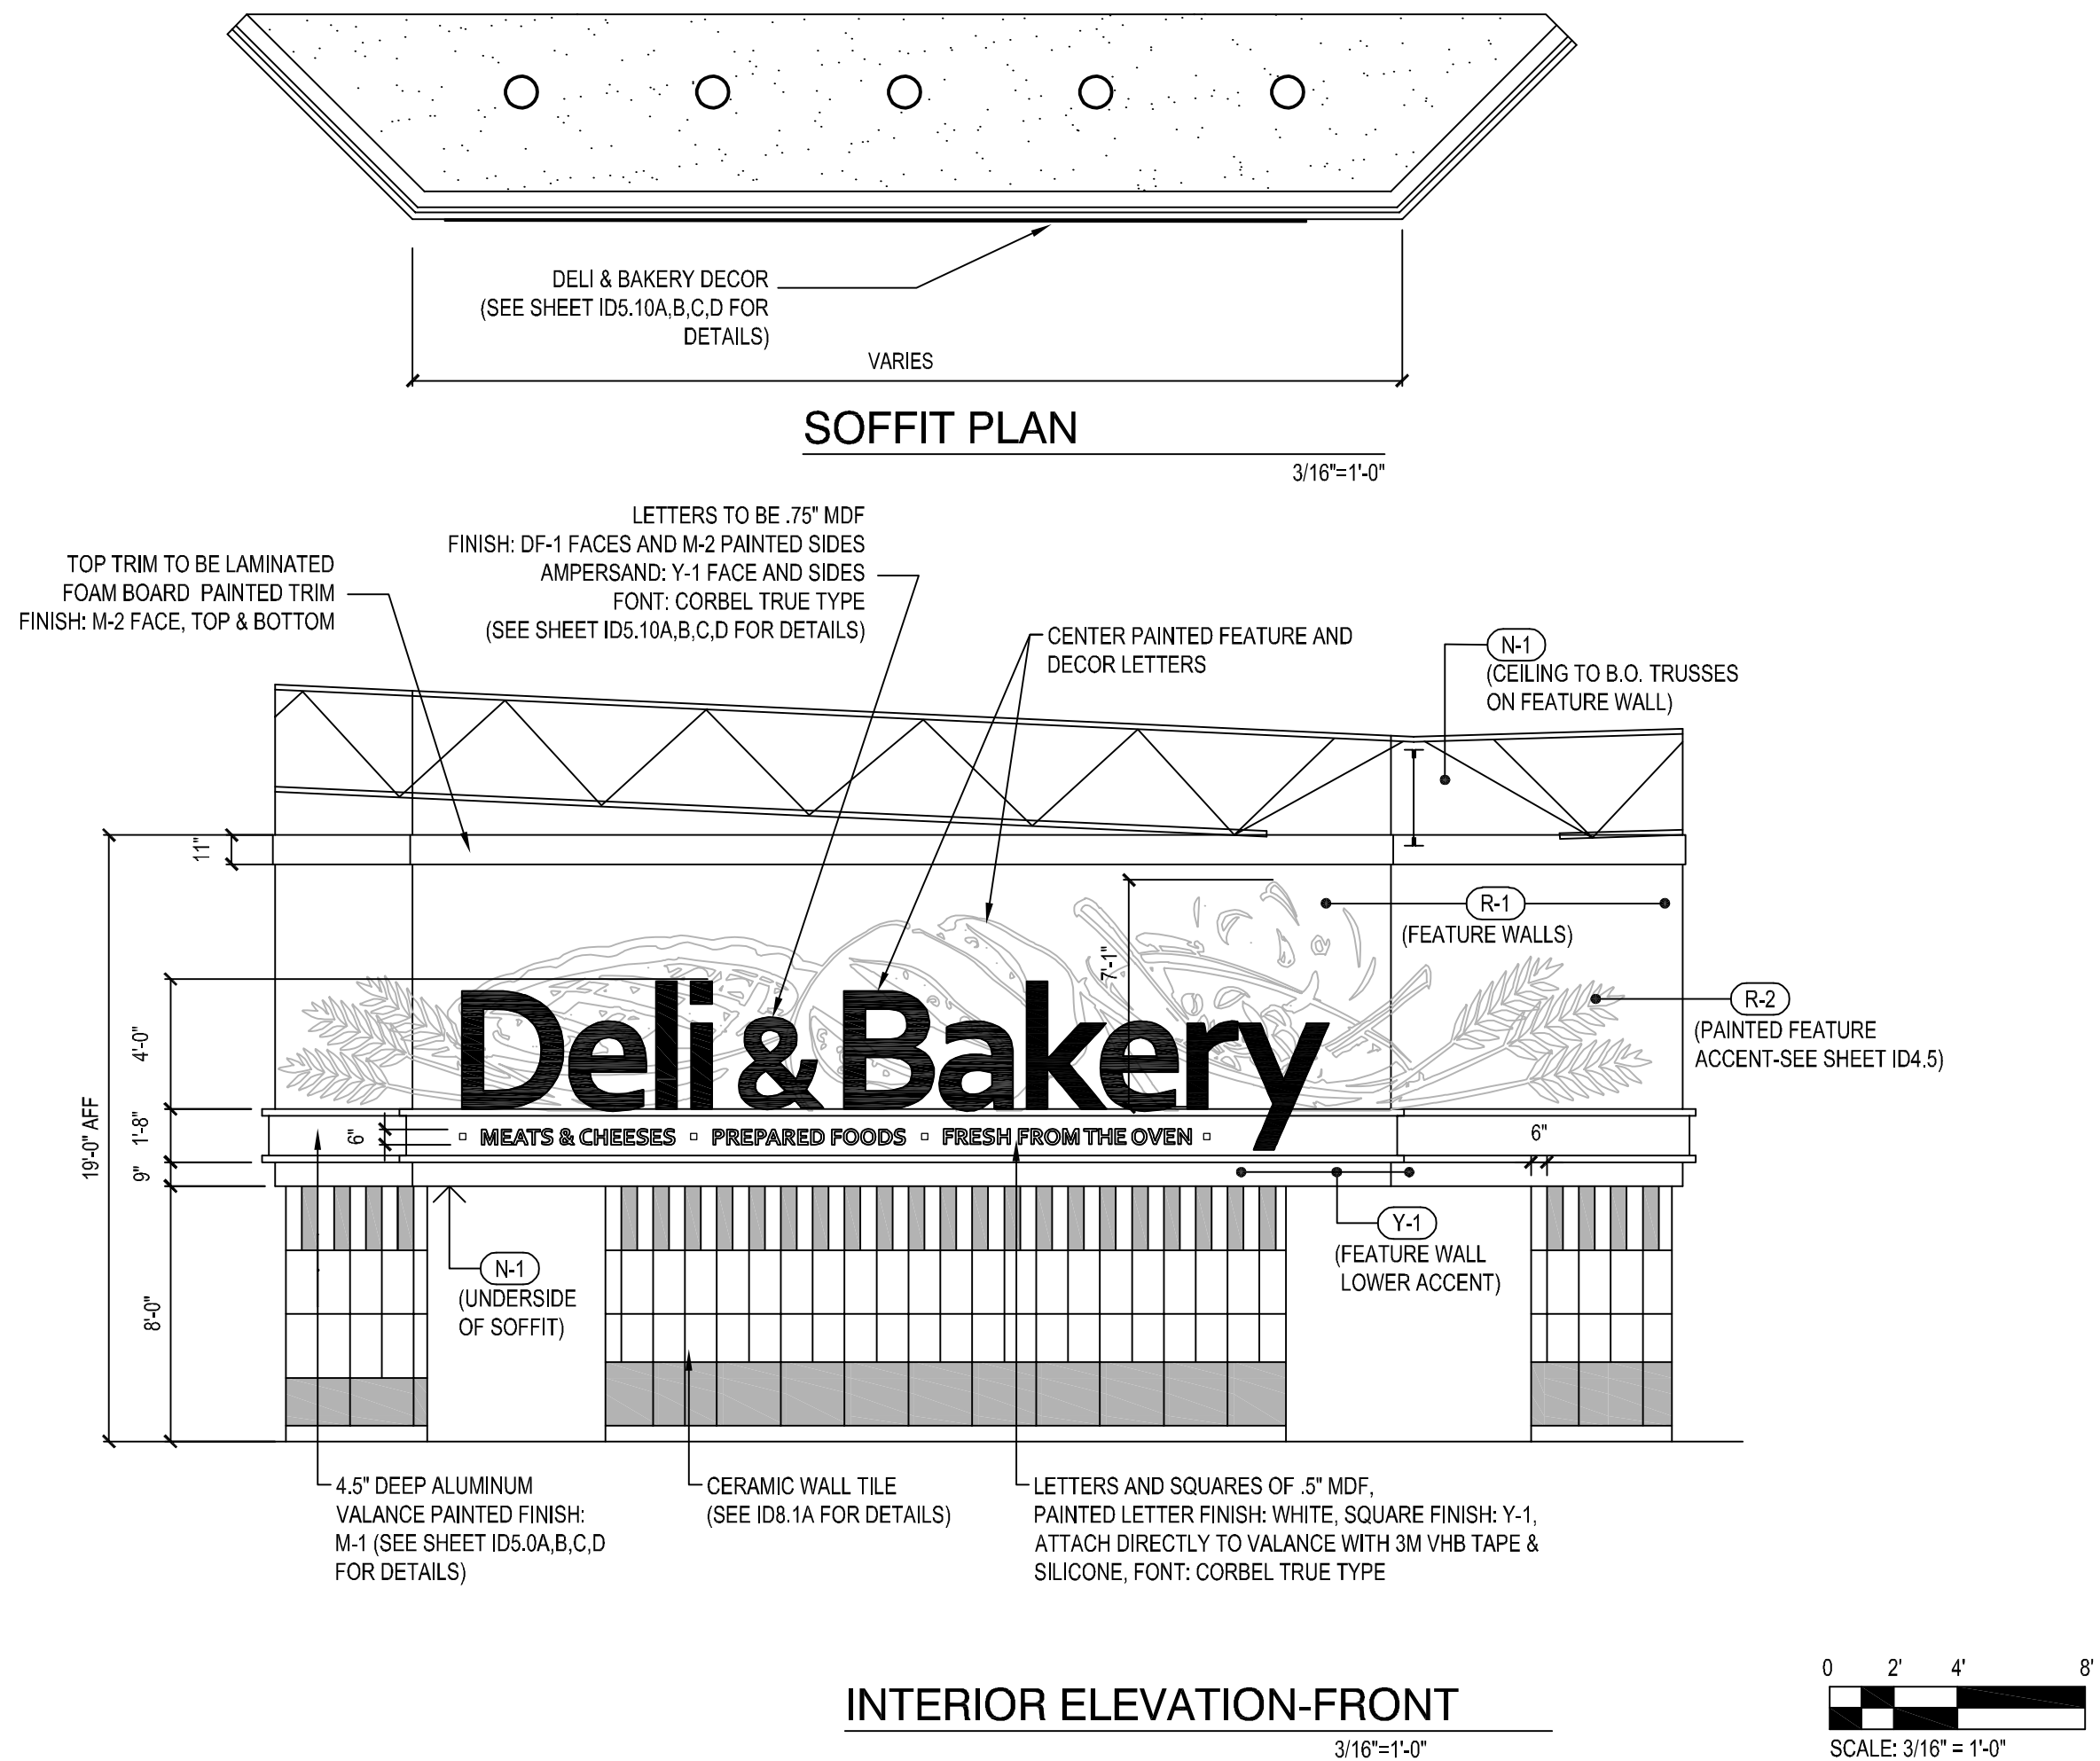 DELI & BAKERY DECOR
(SEE SHEET ID5.10A,B,C,D FOR
DETAILS)
VARIES
SOFFIT PLAN
3/16"=1'-0"
LETTERS TO BE .75" MDF
FINISH: DF-1 FACES AND M-2 PAINTED SIDES
AMPERSAND: Y-1 FACE AND SIDES
FONT: CORBEL TRUE TYPE
(SEE SHEET ID5.10A,B,C,D FOR DETAILS)
TOP TRIM TO BE LAMINATED
FOAM BOARD PAINTED TRIM
FINISH: M-2 FACE, TOP & BOTTOM
CENTER PAINTED FEATURE AND
DECOR LETTERS
N-1
(CEILING TO B.O. TRUSSES
ON FEATURE WALL)
11"
R-1
(FEATURE WALLS)
7'-1"
R-2
(PAINTED FEATURE
ACCENT-SEE SHEET ID4.5)
4'-0"
Deli & Bakery
19'-0" AFF
1'-8"
6"
▫ MEATS & CHEESES ▫ PREPARED FOODS ▫ FRESH FROM THE OVEN ▫
6"
9"
Y-1
(FEATURE WALL
LOWER ACCENT)
N-1
(UNDERSIDE
OF SOFFIT)
8'-0"
4.5" DEEP ALUMINUM
VALANCE PAINTED FINISH:
M-1 (SEE SHEET ID5.0A,B,C,D
FOR DETAILS)
CERAMIC WALL TILE
(SEE ID8.1A FOR DETAILS)
LETTERS AND SQUARES OF .5" MDF,
PAINTED LETTER FINISH: WHITE, SQUARE FINISH: Y-1,
ATTACH DIRECTLY TO VALANCE WITH 3M VHB TAPE &
SILICONE, FONT: CORBEL TRUE TYPE
INTERIOR ELEVATION-FRONT
3/16"=1'-0"
0 2' 4' 8'
SCALE: 3/16" = 1'-0"